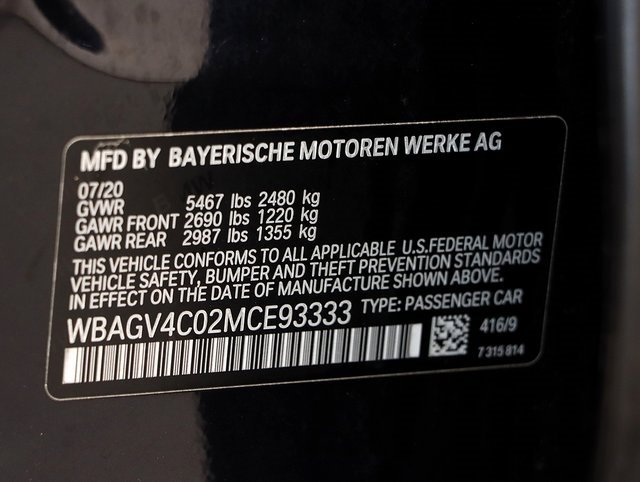 MFD BY BAYERISCHE MOTOREN WERKE AG
07/20
GVWR 5467 lbs 2480 kg
GAWR FRONT 2690 lbs 1220 kg
GAWR REAR 2987 lbs 1355 kg
THIS VEHICLE CONFORMS TO ALL APPLICABLE U.S.FEDERAL MOTOR
VEHICLE SAFETY, BUMPER AND THEFT PREVENTION STANDARDS
IN EFFECT ON THE DATE OF MANUFACTURE SHOWN ABOVE.
WBAGV4C02MCE93333 TYPE: PASSENGER CAR
416/9
7 315 814